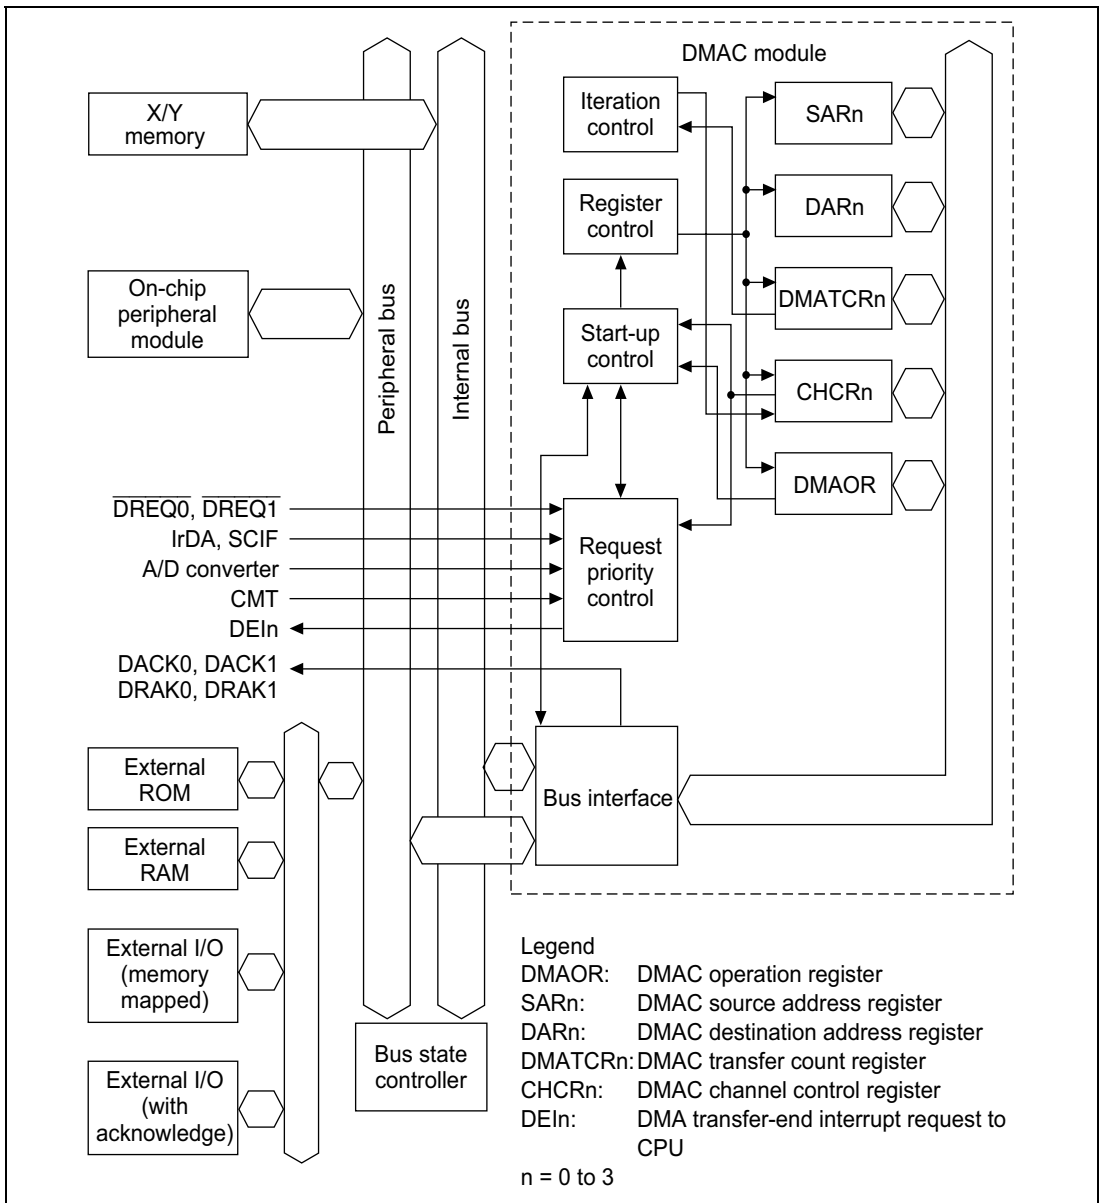 DMAC module
X/Y
memory
Iteration
control
SARn
Register
control
DARn
On-chip
peripheral
module
Peripheral bus
Internal bus
Start-up
control
DMATCRn
CHCRn
DMAOR
DREQ0, DREQ1
IrDA, SCIF
A/D converter
CMT
DEIn
Request
priority
control
DACK0, DACK1
DRAK0, DRAK1
External
ROM
Bus interface
External
RAM
External I/O
(memory
mapped)
External I/O
(with
acknowledge)
Bus state
controller
Legend
DMAOR: DMAC operation register
SARn: DMAC source address register
DARn: DMAC destination address register
DMATCRn: DMAC transfer count register
CHCRn: DMAC channel control register
DEIn: DMA transfer-end interrupt request to
CPU
n = 0 to 3